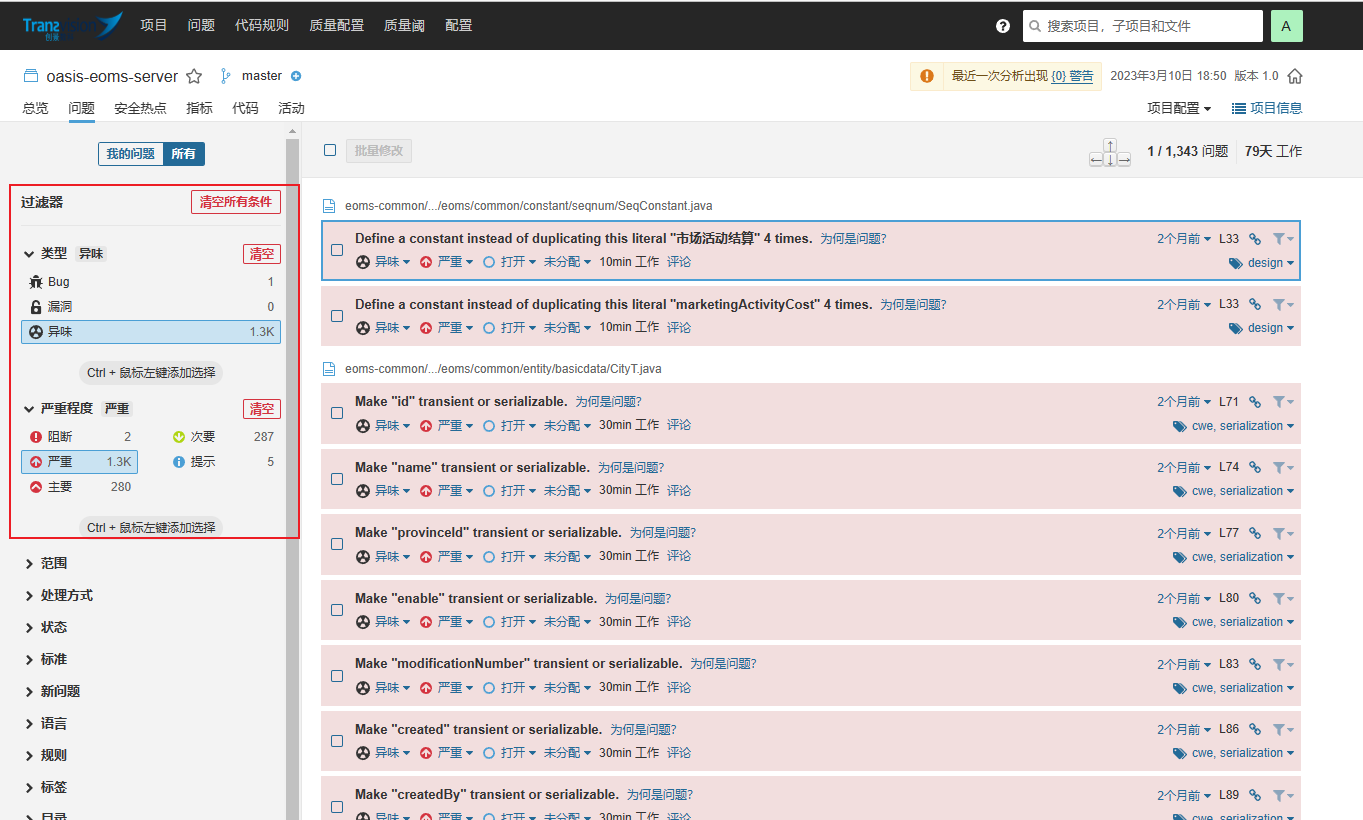 Tranzvision 创蓝 项目 问题 代码规则 质量配置 质量阈 配置 搜索项目，子项目和文件 A
oasis-eoms-server master 最近一次分析出现 {0} 警告 2023年3月10日 18:50 版本 1.0
总览 问题 安全热点 指标 代码 活动 项目配置 项目信息
我的问题 所有
过滤器 清空所有条件
类型 异味 清空
Bug 1
漏洞 0
异味 1.3K
Ctrl + 鼠标左键添加选择
严重程度 严重 清空
阻断 2 次要 287
严重 1.3K 提示 5
主要 280
Ctrl + 鼠标左键添加选择
范围
处理方式
状态
标准
新问题
语言
规则
标签
目录
批量修改 1 / 1,343 问题 79天 工作
eoms-common/.../eoms/common/constant/seqnum/SeqConstant.java
Define a constant instead of duplicating this literal "市场活动结算" 4 times. 为何是问题? 2个月前 L33
异味 严重 打开 未分配 10min 工作 评论 design
Define a constant instead of duplicating this literal "marketingActivityCost" 4 times. 为何是问题? 2个月前 L33
异味 严重 打开 未分配 10min 工作 评论 design
eoms-common/.../eoms/common/entity/basicdata/CityT.java
Make "id" transient or serializable. 为何是问题? 2个月前 L71
异味 严重 打开 未分配 30min 工作 评论 cwe, serialization
Make "name" transient or serializable. 为何是问题? 2个月前 L74
异味 严重 打开 未分配 30min 工作 评论 cwe, serialization
Make "provinceId" transient or serializable. 为何是问题? 2个月前 L77
异味 严重 打开 未分配 30min 工作 评论 cwe, serialization
Make "enable" transient or serializable. 为何是问题? 2个月前 L80
异味 严重 打开 未分配 30min 工作 评论 cwe, serialization
Make "modificationNumber" transient or serializable. 为何是问题? 2个月前 L83
异味 严重 打开 未分配 30min 工作 评论 cwe, serialization
Make "created" transient or serializable. 为何是问题? 2个月前 L86
异味 严重 打开 未分配 30min 工作 评论 cwe, serialization
Make "createdBy" transient or serializable. 为何是问题? 2个月前 L89
异味 严重 打开 未分配 30min 工作 评论 cwe, serialization